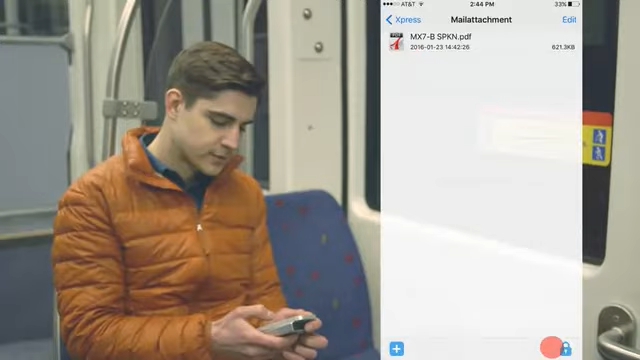 AT&T
2:44 PM
33%
Xpress
Mailattachment
Edit
MX7-B SPKN.pdf
2016-01-23 14:42:26
621.3KB